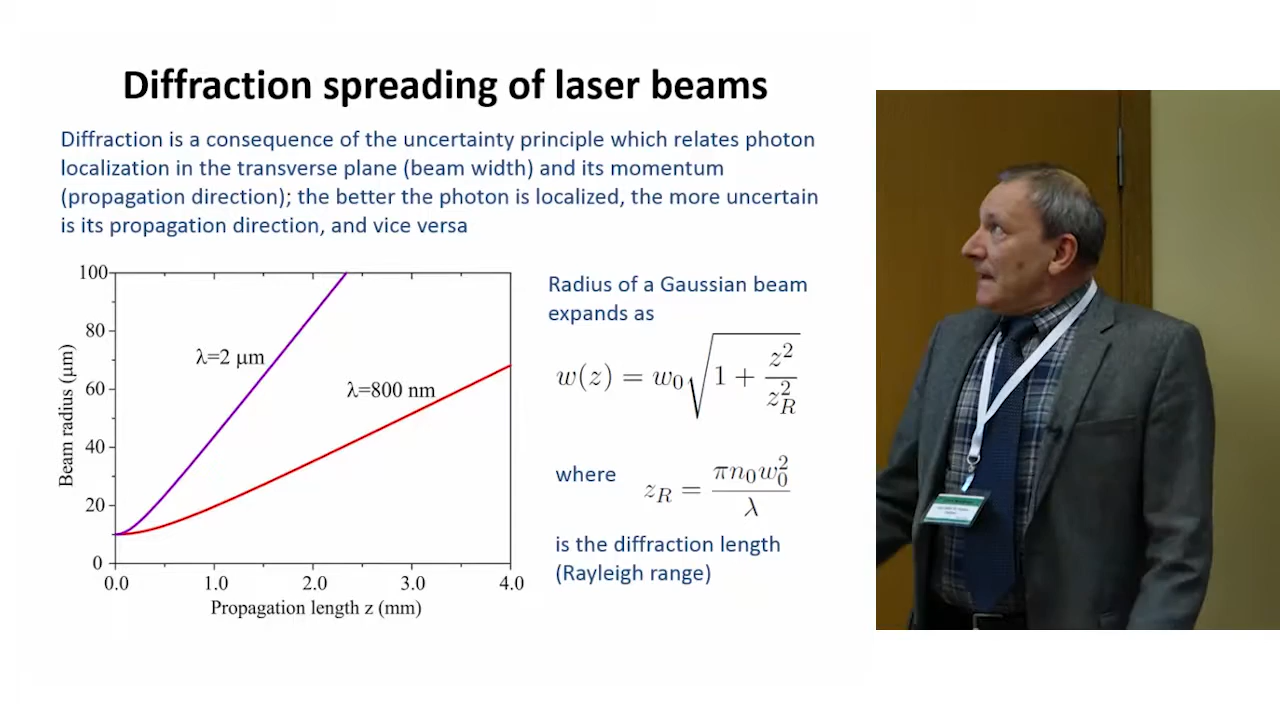 Diffraction spreading of laser beams
Diffraction is a consequence of the uncertainty principle which relates photon
localization in the transverse plane (beam width) and its momentum
(propagation direction); the better the photon is localized, the more uncertain
is its propagation direction, and vice versa
100
80
60
40
20
0
Beam radius (μm)
λ=2 μm
λ=800 nm
0.0 1.0 2.0 3.0 4.0
Propagation length z (mm)
Radius of a Gaussian beam
expands as
w(z) = w₀√(1 + z²/z_R²)
where z_R = πn₀w₀²/λ
is the diffraction length
(Rayleigh range)